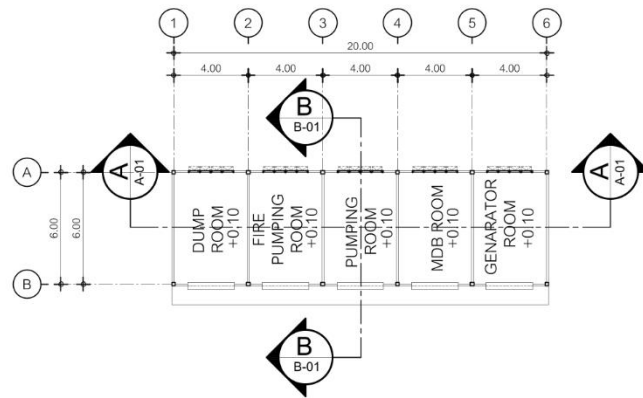 1 2 3 4 5 6
20.00
4.00 4.00 4.00 4.00 4.00
B
B-01
A
A-01
A
A-01
A
6.00
6.00
DUMP
ROOM
+0.10
FIRE
PUMPING
ROOM
+0.10
PUMPING
ROOM
+0.10
MDB ROOM
+0.10
GENARATOR
ROOM
+0.10
B
B
B-01